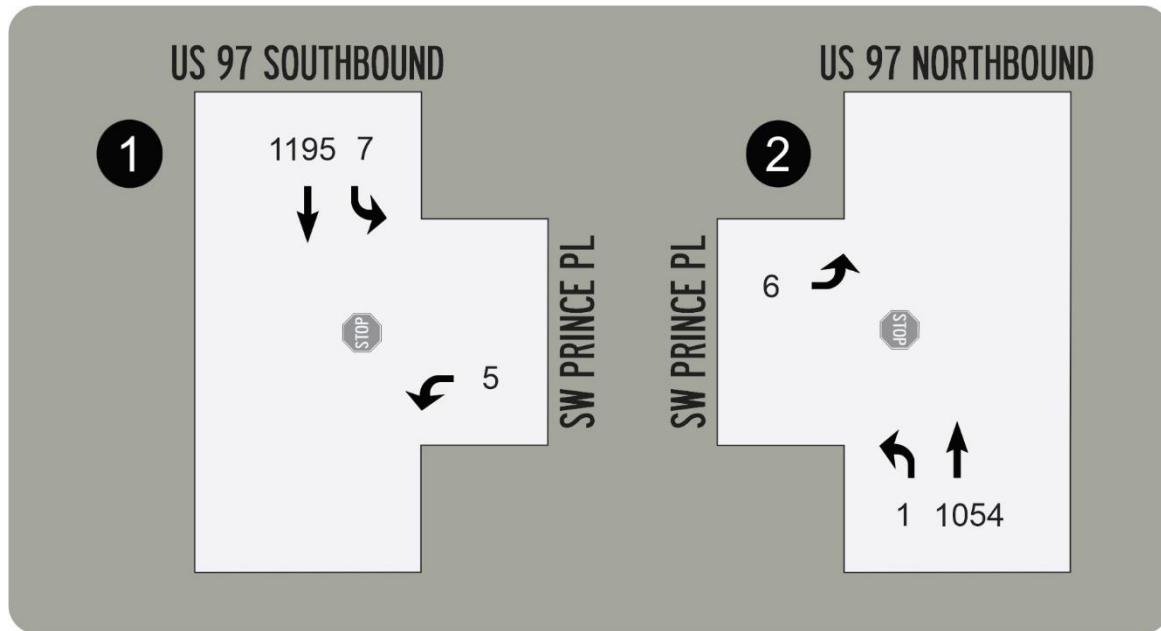 US 97 SOUTHBOUND
1
1195 7
STOP
5
SW PRINCE PL
US 97 NORTHBOUND
2
SW PRINCE PL
6
STOP
1 1054